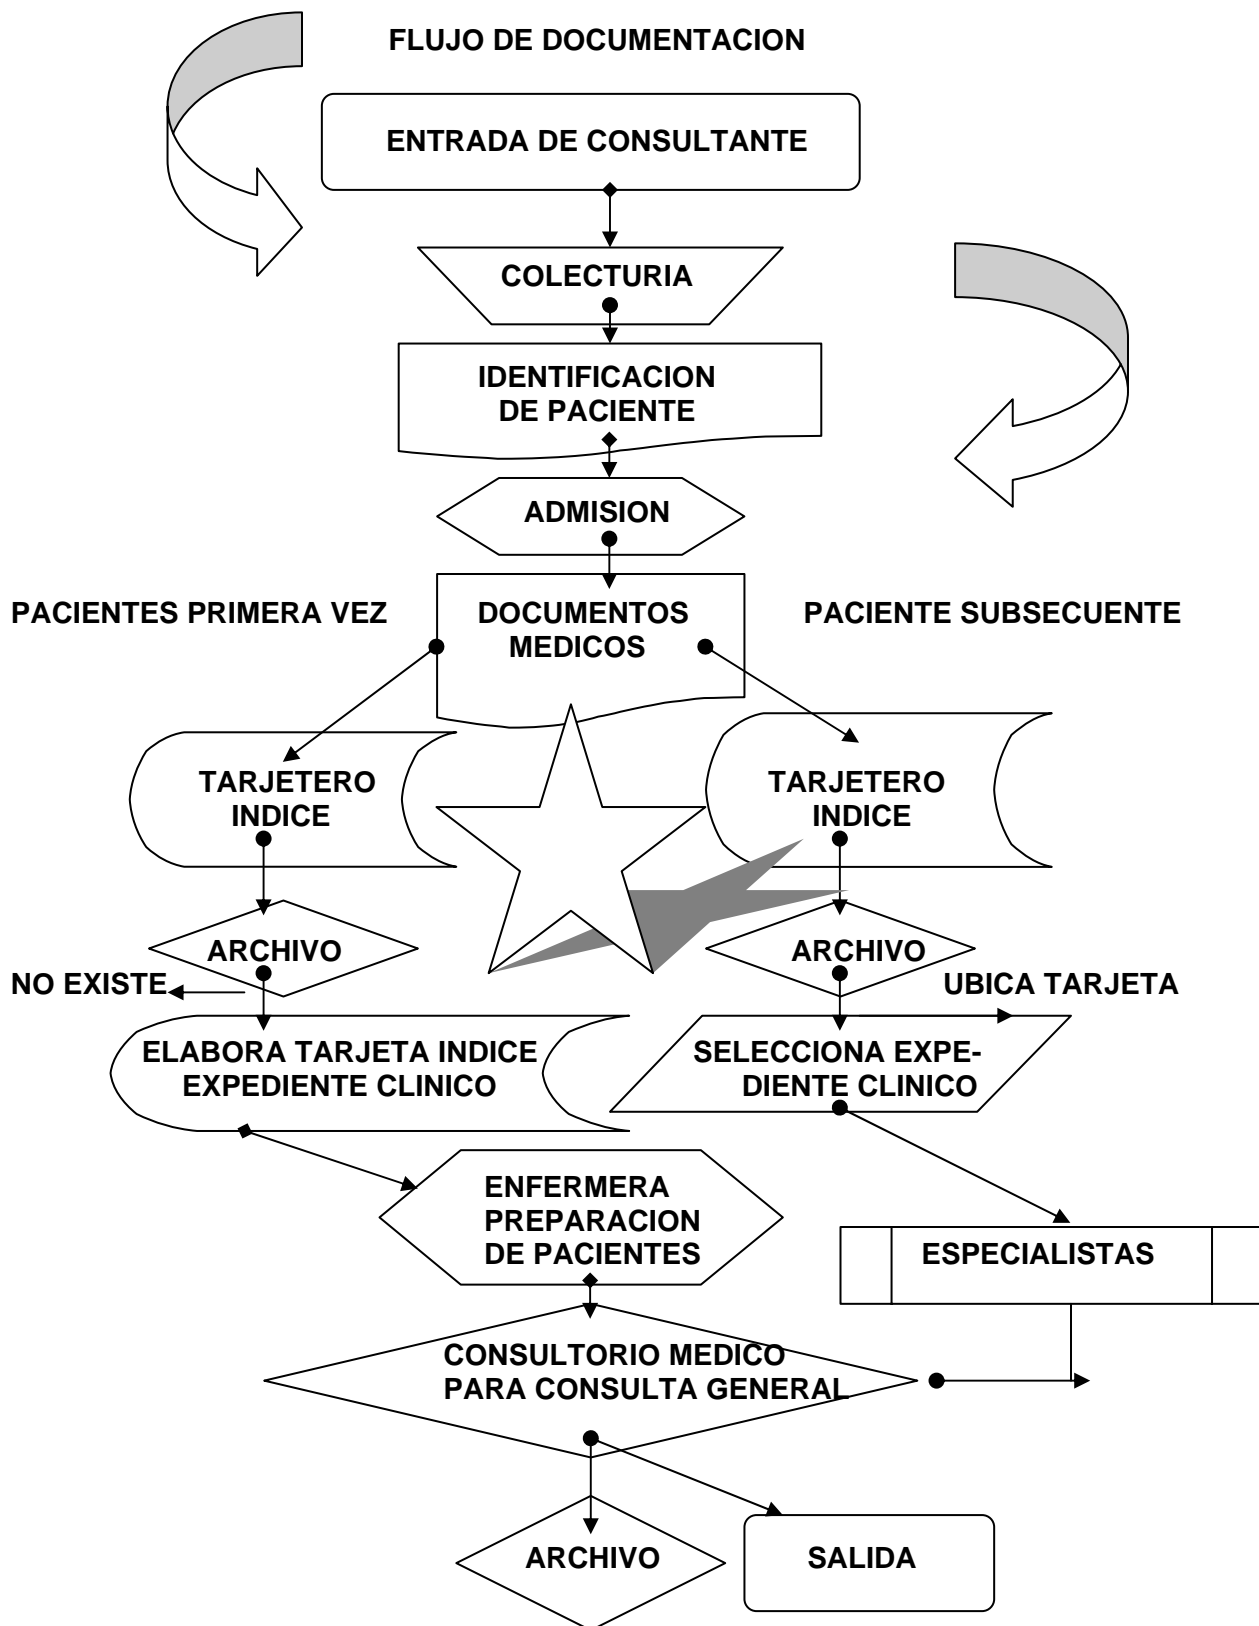 FLUJO DE DOCUMENTACION
ENTRADA DE CONSULTANTE
COLECTURIA
IDENTIFICACION
DE PACIENTE
ADMISION
PACIENTES PRIMERA VEZ
DOCUMENTOS
MEDICOS
PACIENTE SUBSECUENTE
TARJETERO
INDICE
TARJETERO
INDICE
ARCHIVO
ARCHIVO
NO EXISTE
UBICA TARJETA
ELABORA TARJETA INDICE
EXPEDIENTE CLINICO
SELECCIONA EXPE-
DIENTE CLINICO
ENFERMERA
PREPARACION
DE PACIENTES
ESPECIALISTAS
CONSULTORIO MEDICO
PARA CONSULTA GENERAL
ARCHIVO
SALIDA